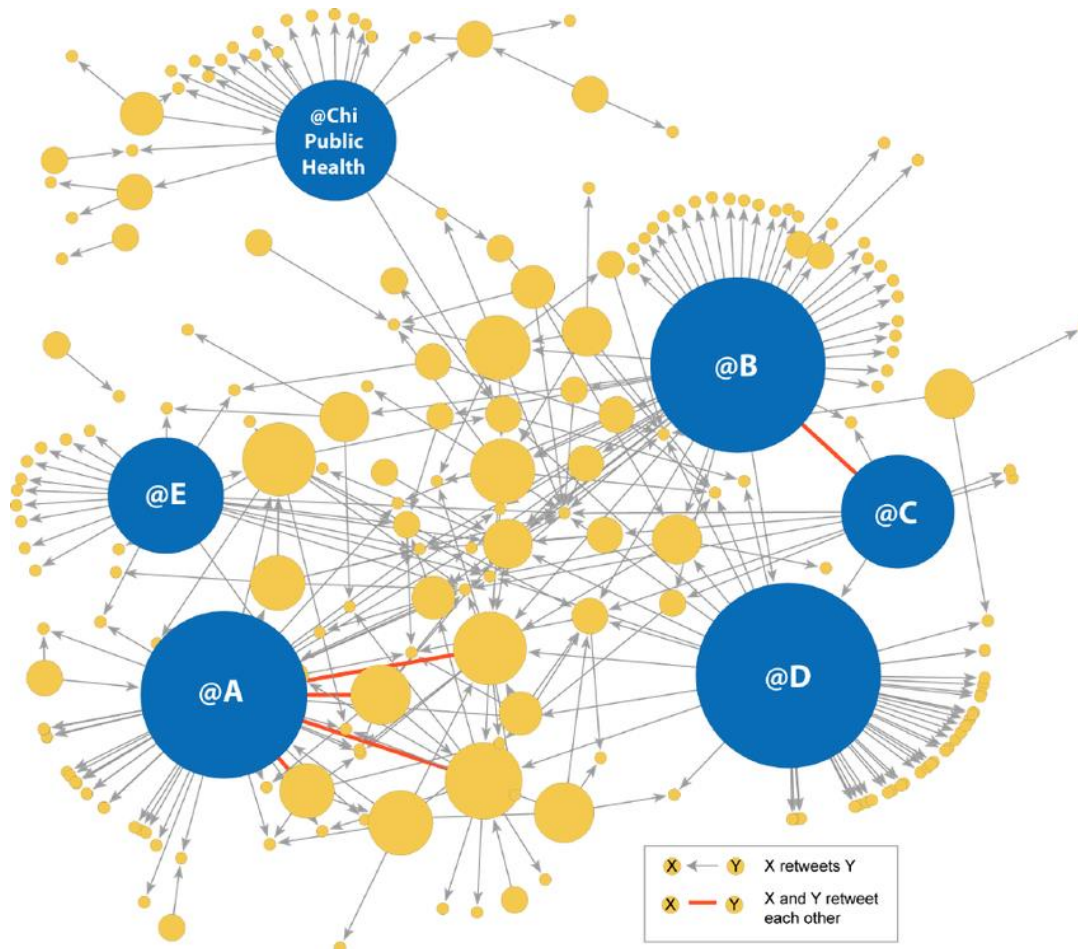 @Chi
Public
Health
@B
@E
@C
@A
@D
X Y X retweets Y
X Y X and Y retweet
each other